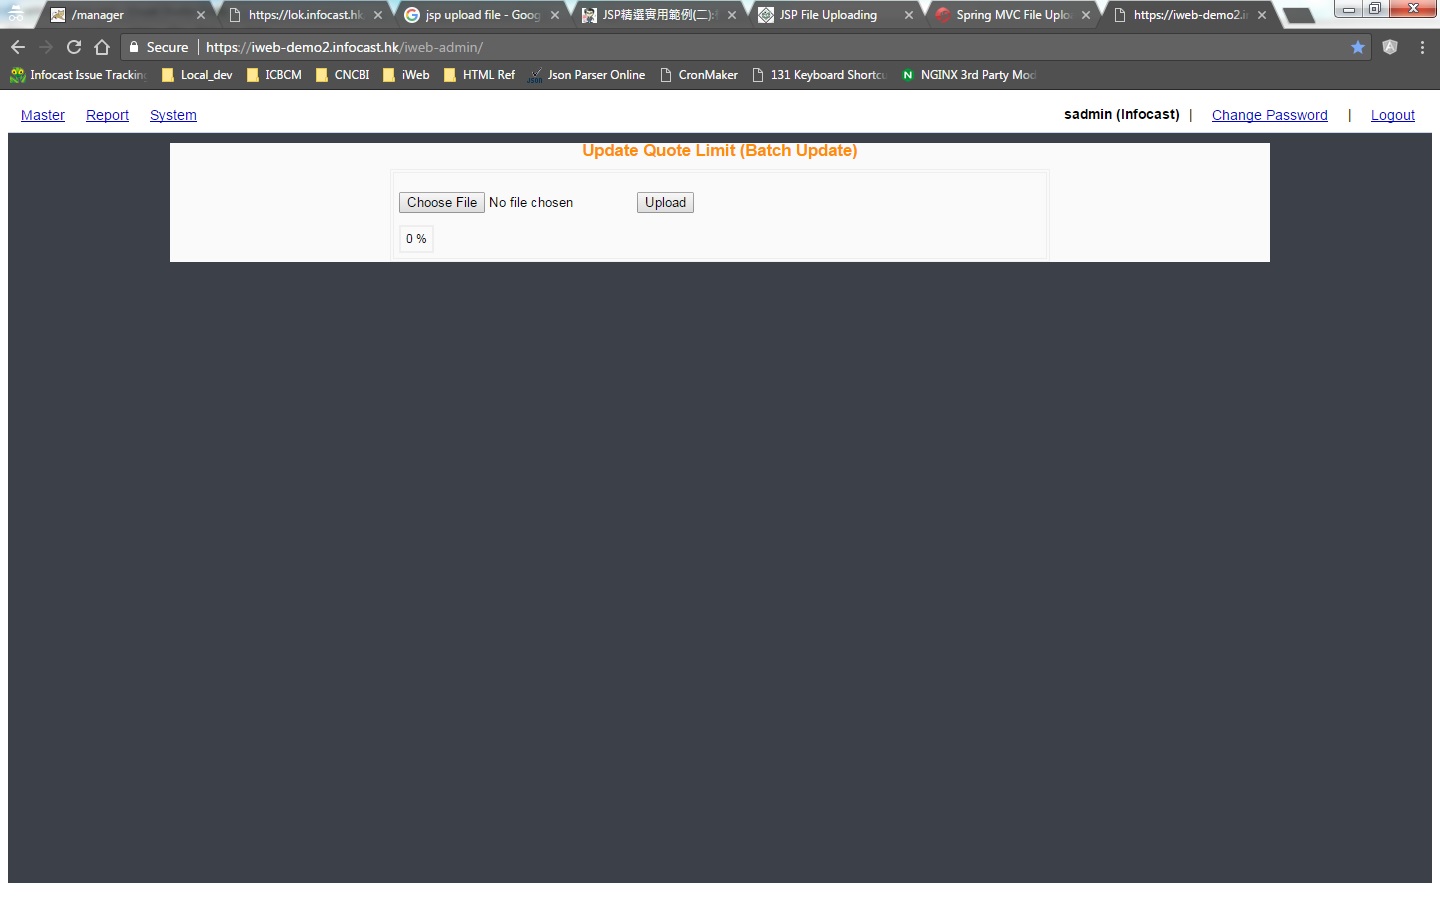 /manager
https://lok.infocast.hk
jsp upload file - Goog
JSP精選實用範例(二):
JSP File Uploading
Spring MVC File Uplo
https://iweb-demo2.i
Secure
https://iweb-demo2.infocast.hk/iweb-admin/
Infocast Issue Tracking
Local_dev
ICBCM
CNCBI
iWeb
HTML Ref
Json Parser Online
CronMaker
131 Keyboard Shortcu
NGINX 3rd Party Mod
Master Report System
sadmin (Infocast) | Change Password | Logout
Update Quote Limit (Batch Update)
Choose File No file chosen Upload
0 %